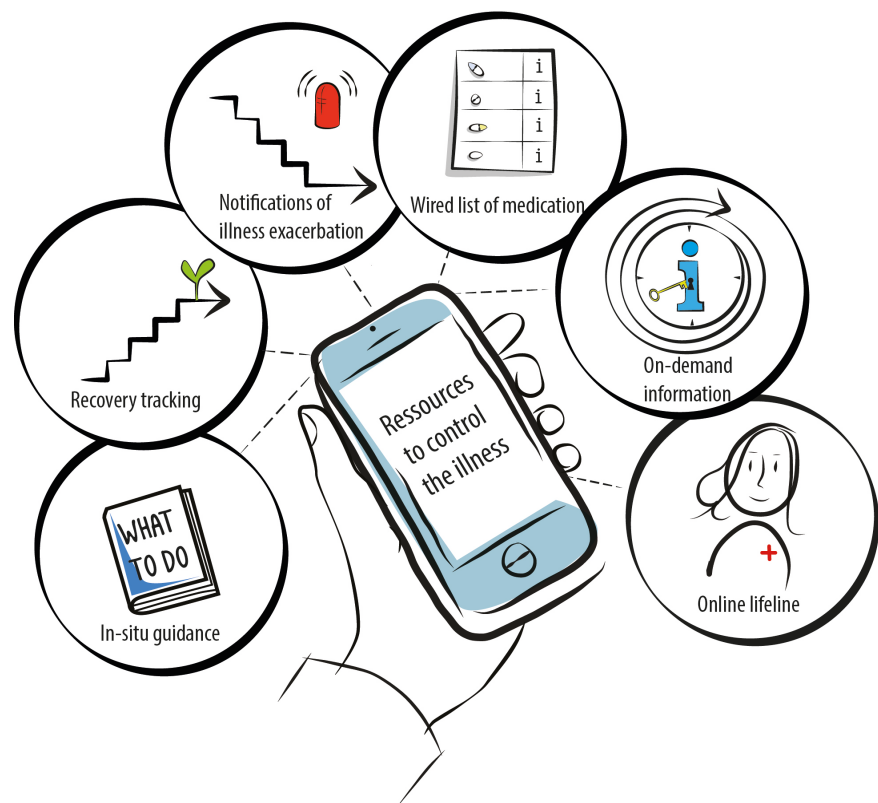 Notifications of
illness exacerbation
Wired list of medication
i
i
i
i
Recovery tracking
i
On-demand
information
Ressources
to control
the illness
WHAT
TO DO
In-situ guidance
Online lifeline